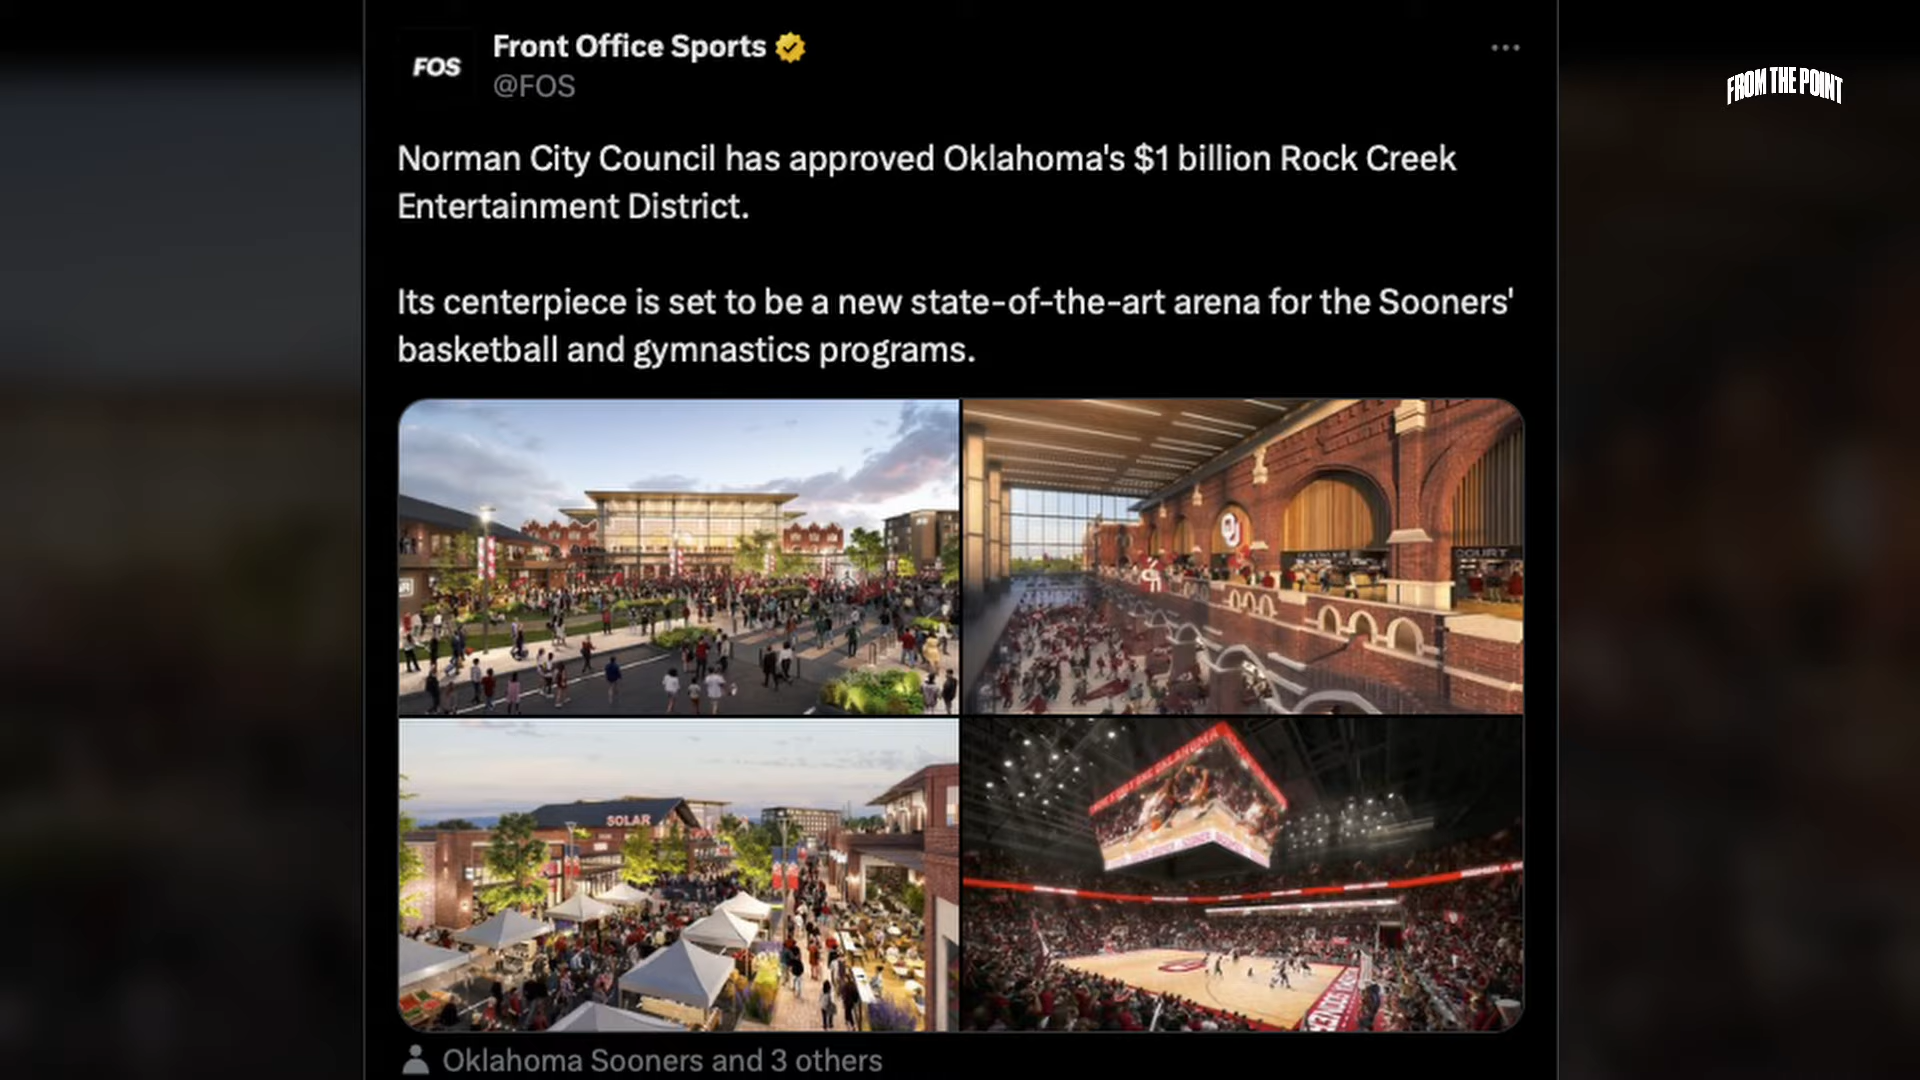 Front Office Sports
FOS
@FOS
FROM THE POINT
Norman City Council has approved Oklahoma's $1 billion Rock Creek
Entertainment District.
Its centerpiece is set to be a new state-of-the-art arena for the Sooners'
basketball and gymnastics programs.
OU
COURT
SOLAR
Oklahoma Sooners and 3 others